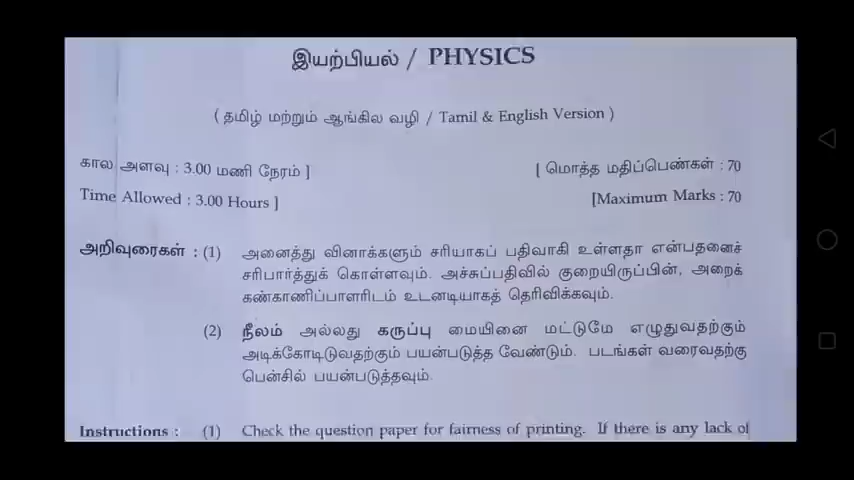 இயற்பியல் / PHYSICS
( தமிழ் மற்றும் ஆங்கில வழி / Tamil & English Version )
கால அளவு : 3.00 மணி நேரம் ] [ மொத்த மதிப்பெண்கள் : 70
Time Allowed : 3.00 Hours ] [Maximum Marks : 70
அறிவுரைகள் : (1) அனைத்து வினாக்களும் சரியாகப் பதிவாகி உள்ளதா என்பதனைச்
சரிபார்த்துக் கொள்ளவும். அச்சுப்பதிவில் குறையிருப்பின், அறைக்
கண்காணிப்பாளரிடம் உடனடியாகத் தெரிவிக்கவும்.
(2) நீலம் அல்லது கருப்பு மையினை மட்டுமே எழுதுவதற்கும்
அடிக்கோடிடுவதற்கும் பயன்படுத்த வேண்டும். படங்கள் வரைவதற்கு
பென்சில் பயன்படுத்தவும்.
Instructions : (1) Check the question paper for fairness of printing. If there is any lack of